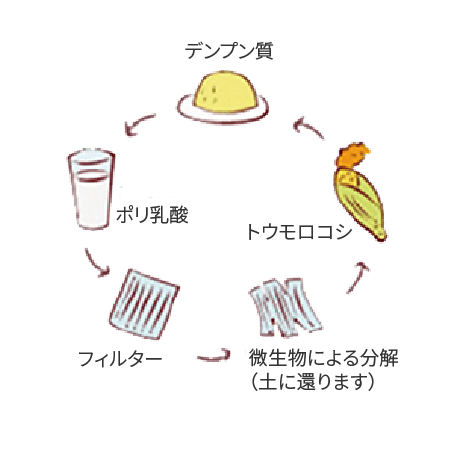 デンプン質
ポリ乳酸
トウモロコシ
フィルター
微生物による分解
（土に還ります）